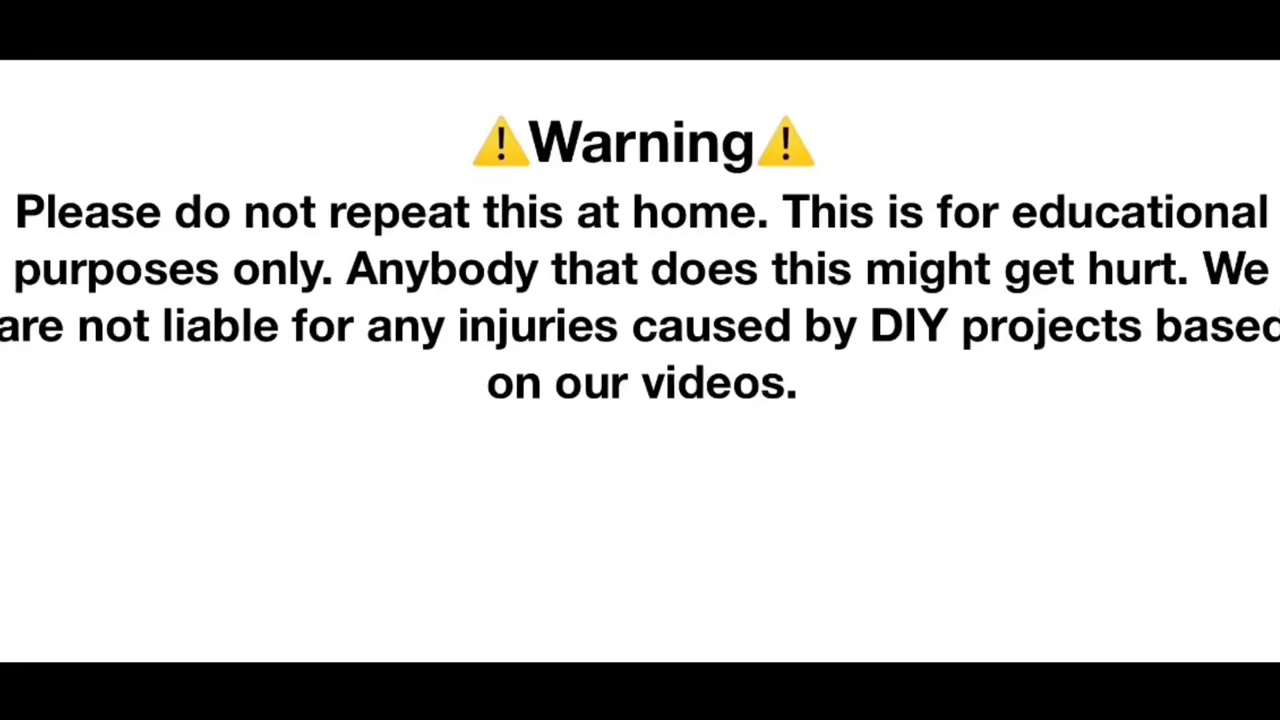 ⚠️Warning⚠️
Please do not repeat this at home. This is for educational
purposes only. Anybody that does this might get hurt. We
are not liable for any injuries caused by DIY projects based
on our videos.